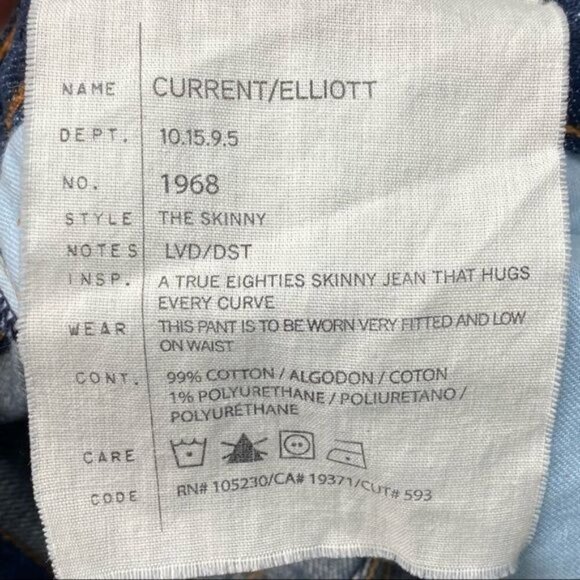 NAME CURRENT/ELLIOTT
DEPT. 10.15.9.5
NO. 1968
STYLE THE SKINNY
NOTES LVD/DST
INSP. A TRUE EIGHTIES SKINNY JEAN THAT HUGS
EVERY CURVE
WEAR THIS PANT IS TO BE WORN VERY FITTED AND LOW
ON WAIST
CONT. 99% COTTON / ALGODON / COTON
1% POLYURETHANE / POLIURETANO /
POLYURÉTHANE
CARE
CODE RN# 105230/CA# 19371/CUT# 593